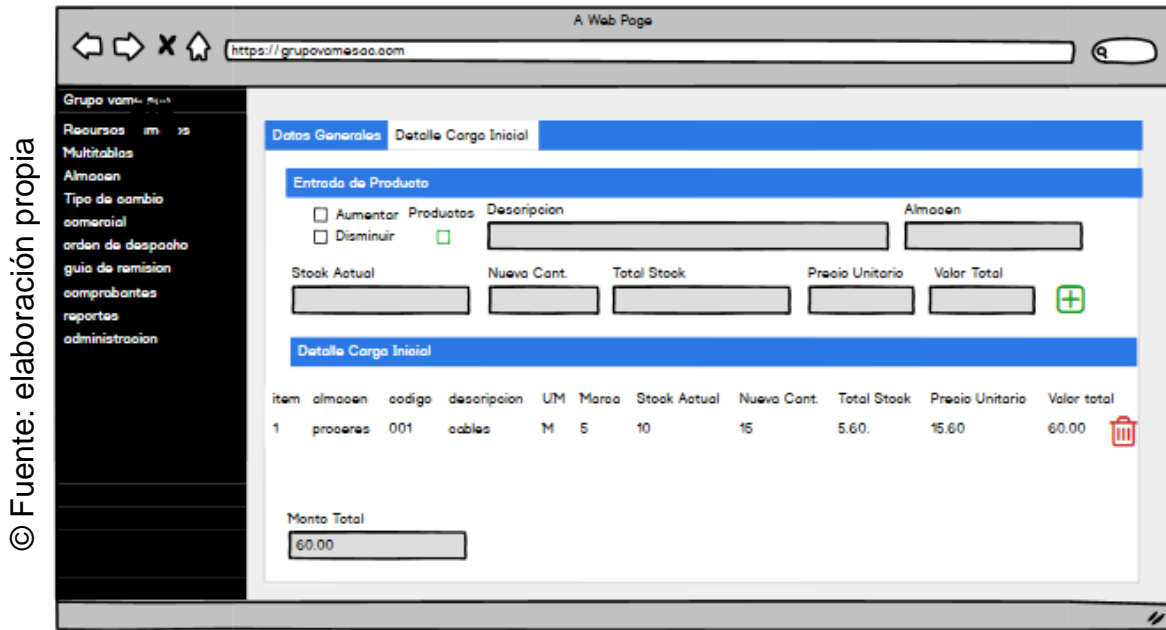 A Web Page
https://grupovamesac.com
Grupo
Recursos
Multitablas
Almacen
Tipo de cambio
comercial
orden de despacho
guia de remision
comprobantes
reportes
administracion
Datos Generales Detalle Carga Inicial
Entrada de Producto
Aumentar Productos Descripcion Almacen
Disminuir
Stock Actual Nueva Cant. Total Stock Precio Unitario Valor Total
Detalle Carga Inicial
item almacen codigo descripcion UM Marca Stock Actual Nueva Cant. Total Stock Precio Unitario Valor total
1 proceres 001 cables M 5 10 15 5.60. 15.60 60.00
Monto Total
60.00
© Fuente: elaboración propia